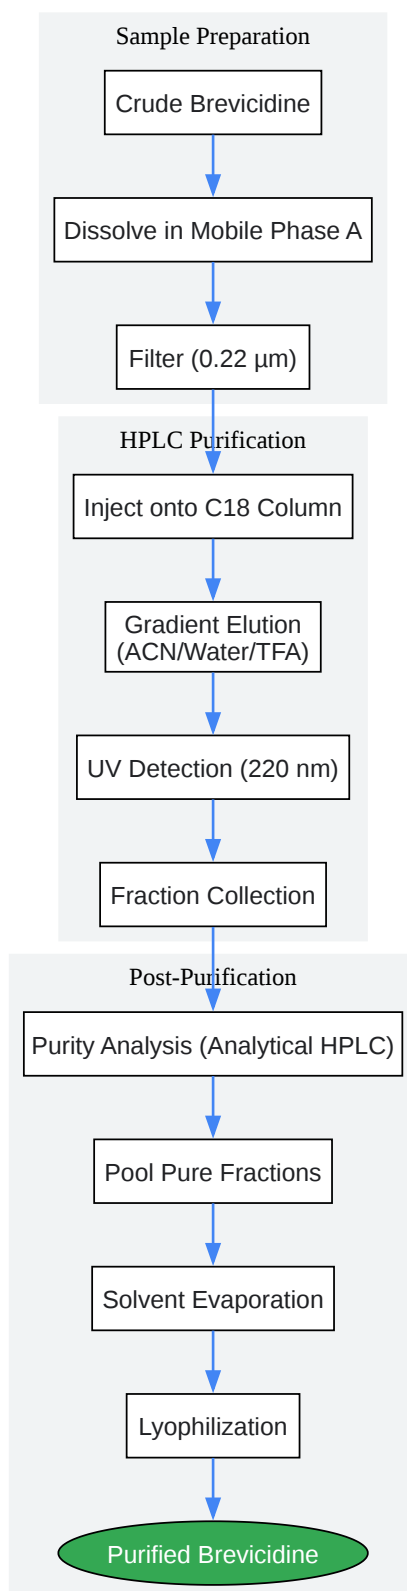 Sample Preparation
Crude Brevicidine
Dissolve in Mobile Phase A
Filter (0.22 µm)
HPLC Purification
Inject onto C18 Column
Gradient Elution
(ACN/Water/TFA)
UV Detection (220 nm)
Fraction Collection
Post-Purification
Purity Analysis (Analytical HPLC)
Pool Pure Fractions
Solvent Evaporation
Lyophilization
Purified Brevicidine